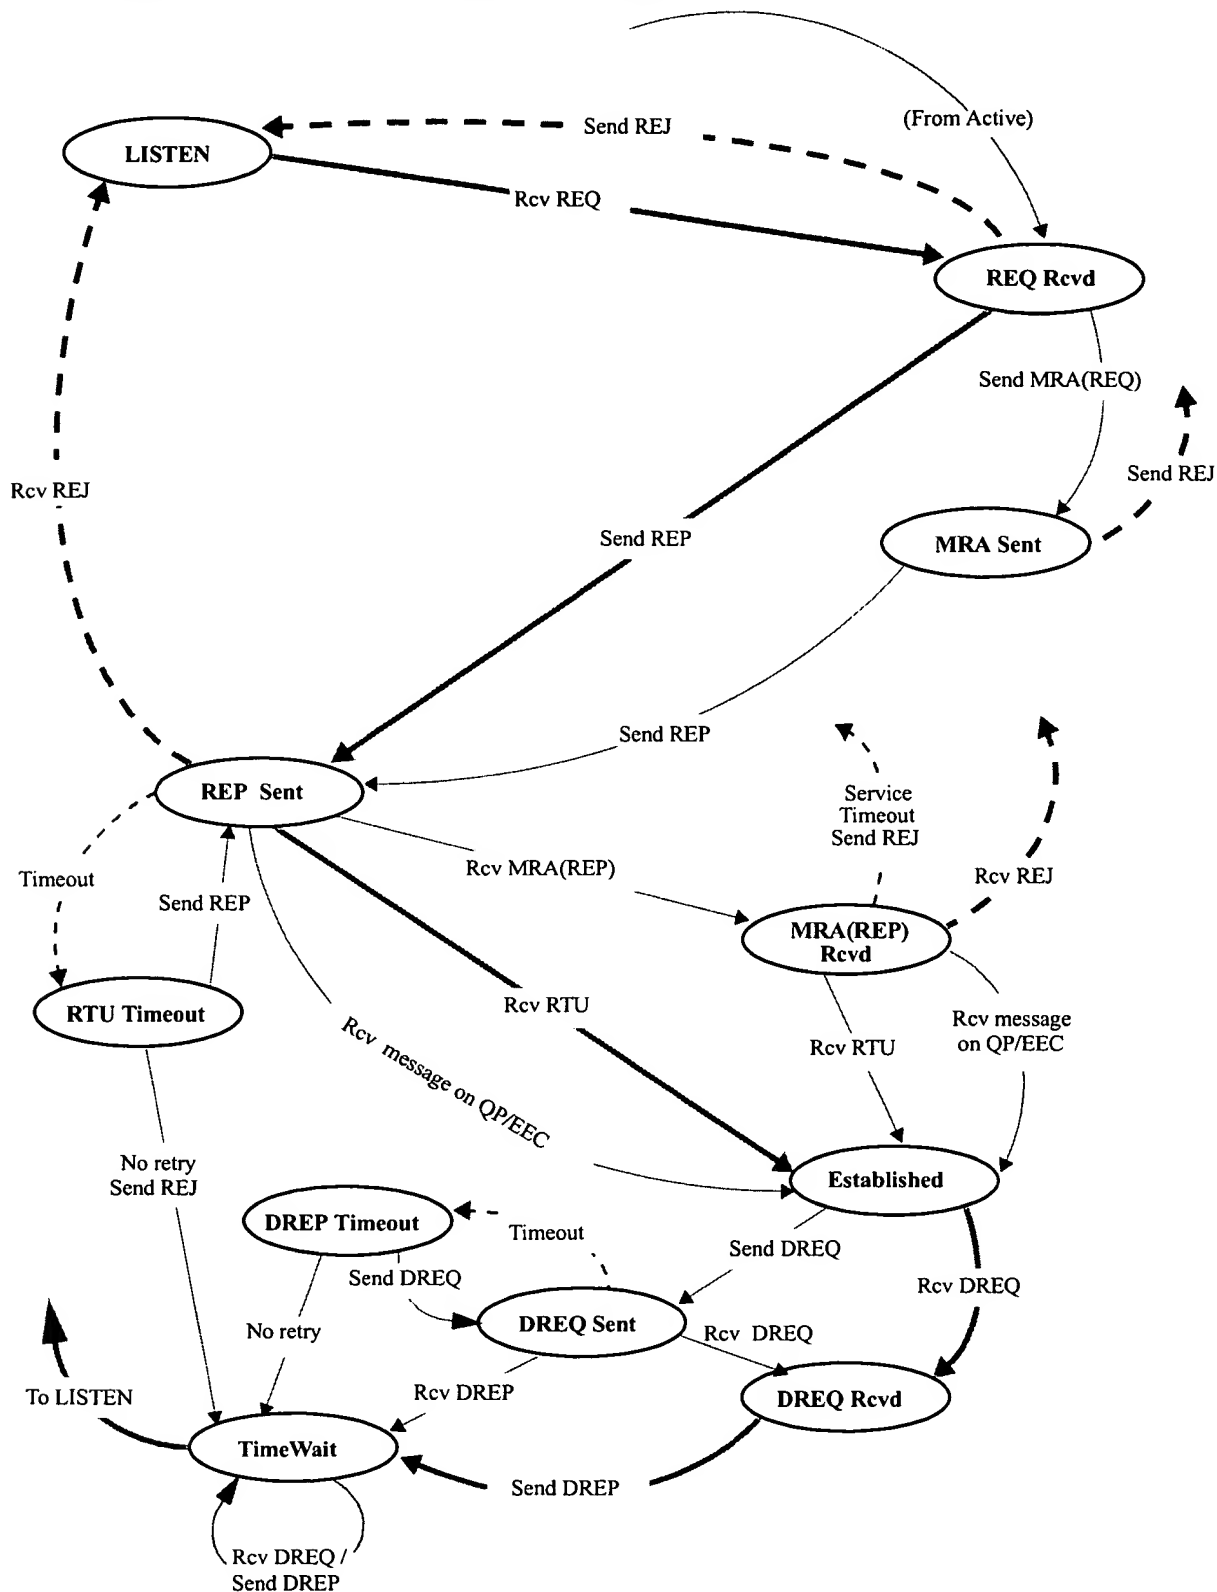 (From Active)
Send REJ
LISTEN
Rcv REQ
REQ Rcvd
Send MRA(REQ)
Send REJ
Rcv REJ
MRA Sent
Send REP
Send REP
REP Sent
Service
Timeout
Send REJ
Rcv MRA(REP)
Rcv REJ
Timeout
Send REP
MRA(REP)
Rcvd
RTU Timeout
Rcv RTU
Rcv message
on QP/EEC
Rcv RTU
Rcv message on QP/EEC
No retry
Send REJ
Established
DREP Timeout
Timeout
Send DREQ
Send DREQ
Rcv DREQ
DREQ Sent
No retry
Rcv DREQ
Rcv DREP
To LISTEN
DREQ Rcvd
TimeWait
Send DREP
Rcv DREQ /
Send DREP